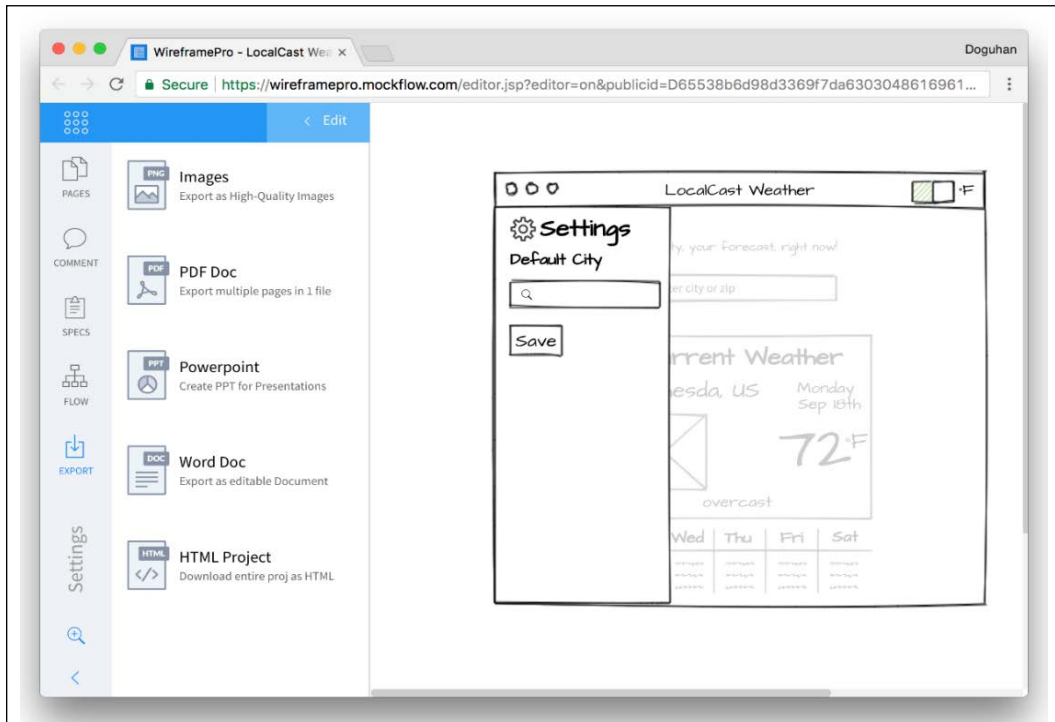 WireframePro - LocalCast Wea
Doguhan
Secure https://wireframepro.mockflow.com/editor.jsp?editor=on&publicid=D65538b6d98d3369f7da6303048616961...
Edit
PAGES
COMMENT
SPECS
FLOW
EXPORT
Settings
PNG
Images
Export as High-Quality Images
PDF
PDF Doc
Export multiple pages in 1 file
PPT
Powerpoint
Create PPT for Presentations
DOC
Word Doc
Export as editable Document
HTML
HTML Project
Download entire proj as HTML
LocalCast Weather
°F
Settings
Default City
Save
ty, your forecast, right now!
er city or zip
rrent Weather
esda, US
Monday
Sep 18th
72°F
overcast
Wed Thu Fri Sat